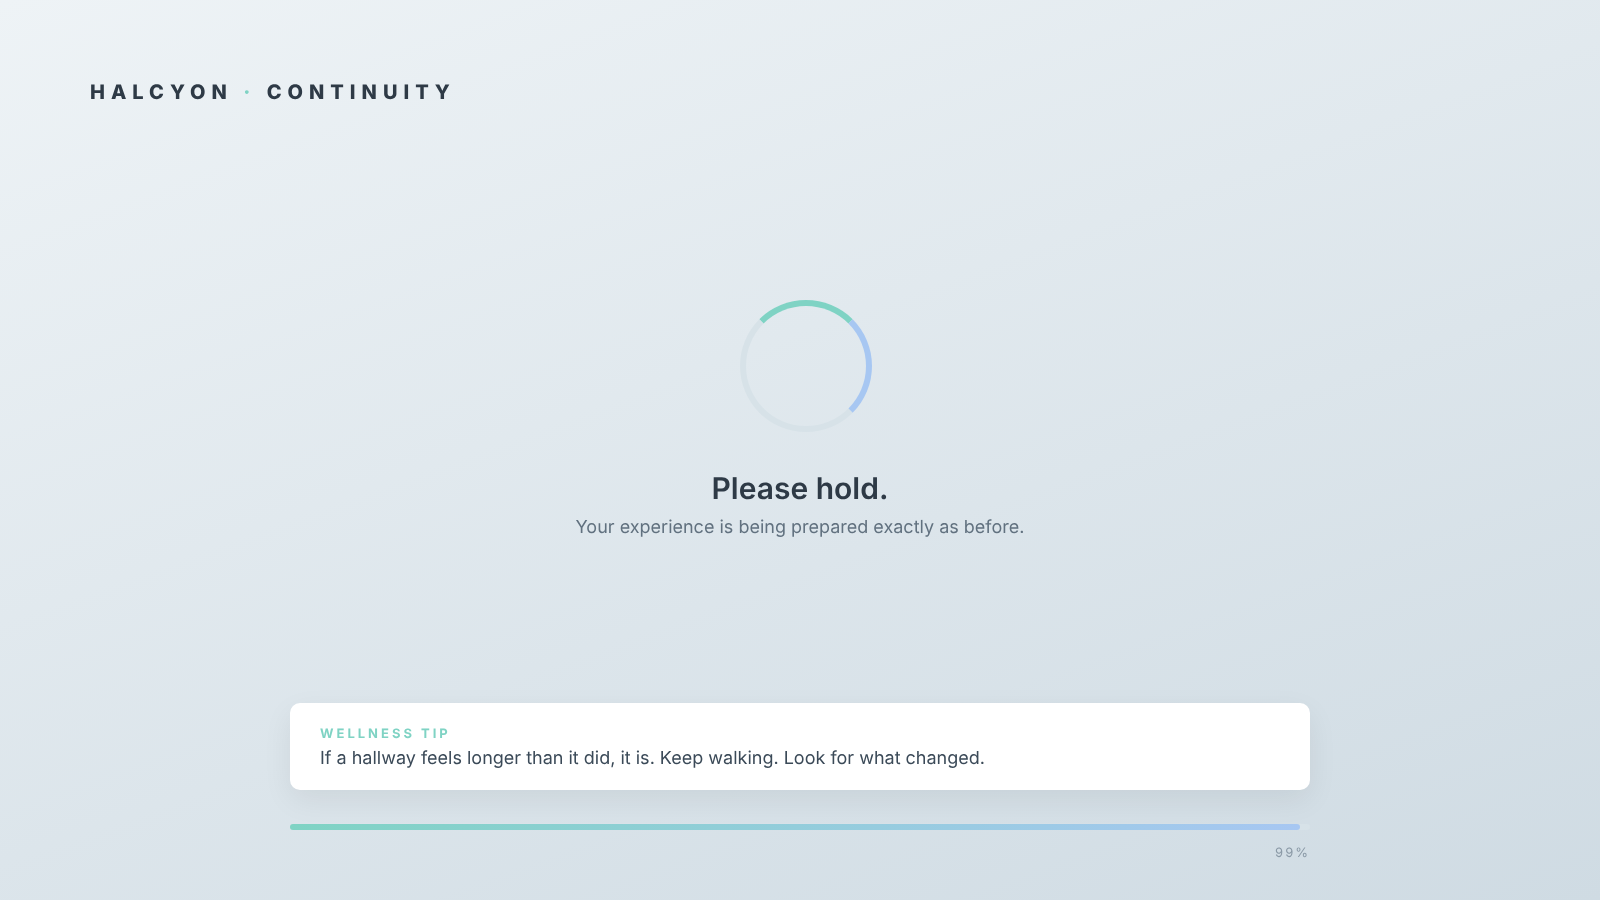 HALCYON · CONTINUITY
Please hold.
Your experience is being prepared exactly as before.
WELLNESS TIP
If a hallway feels longer than it did, it is. Keep walking. Look for what changed.
99%